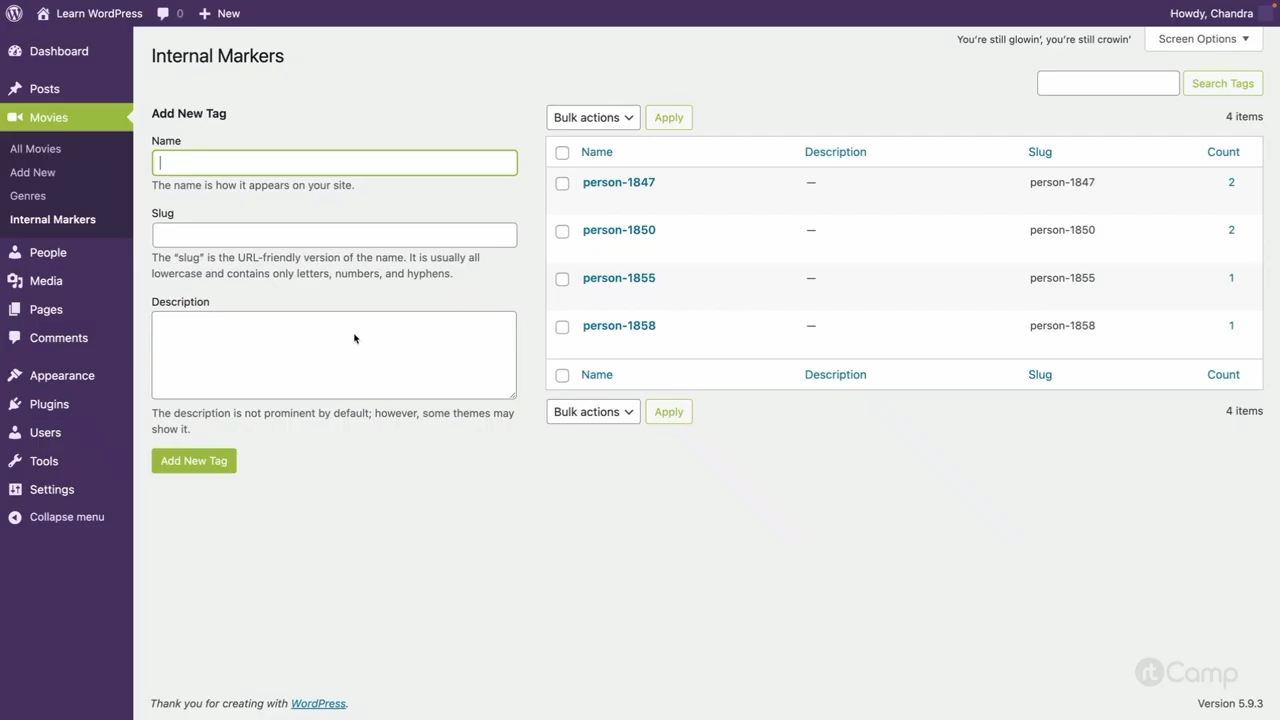 Learn WordPress 0 New Howdy, Chandra
Dashboard
Posts
Movies
All Movies
Add New
Genres
Internal Markers
People
Media
Pages
Comments
Appearance
Plugins
Users
Tools
Settings
Collapse menu
You're still glowin', you're still crowin'
Screen Options
Internal Markers
Search Tags
Add New Tag
Name
The name is how it appears on your site.
Slug
The “slug” is the URL-friendly version of the name. It is usually all
lowercase and contains only letters, numbers, and hyphens.
Description
The description is not prominent by default; however, some themes may
show it.
Add New Tag
Bulk actions Apply 4 items
Name Description Slug Count
person-1847 — person-1847 2
person-1850 — person-1850 2
person-1855 — person-1855 1
person-1858 — person-1858 1
Name Description Slug Count
Bulk actions Apply 4 items
rtCamp
Thank you for creating with WordPress.
Version 5.9.3